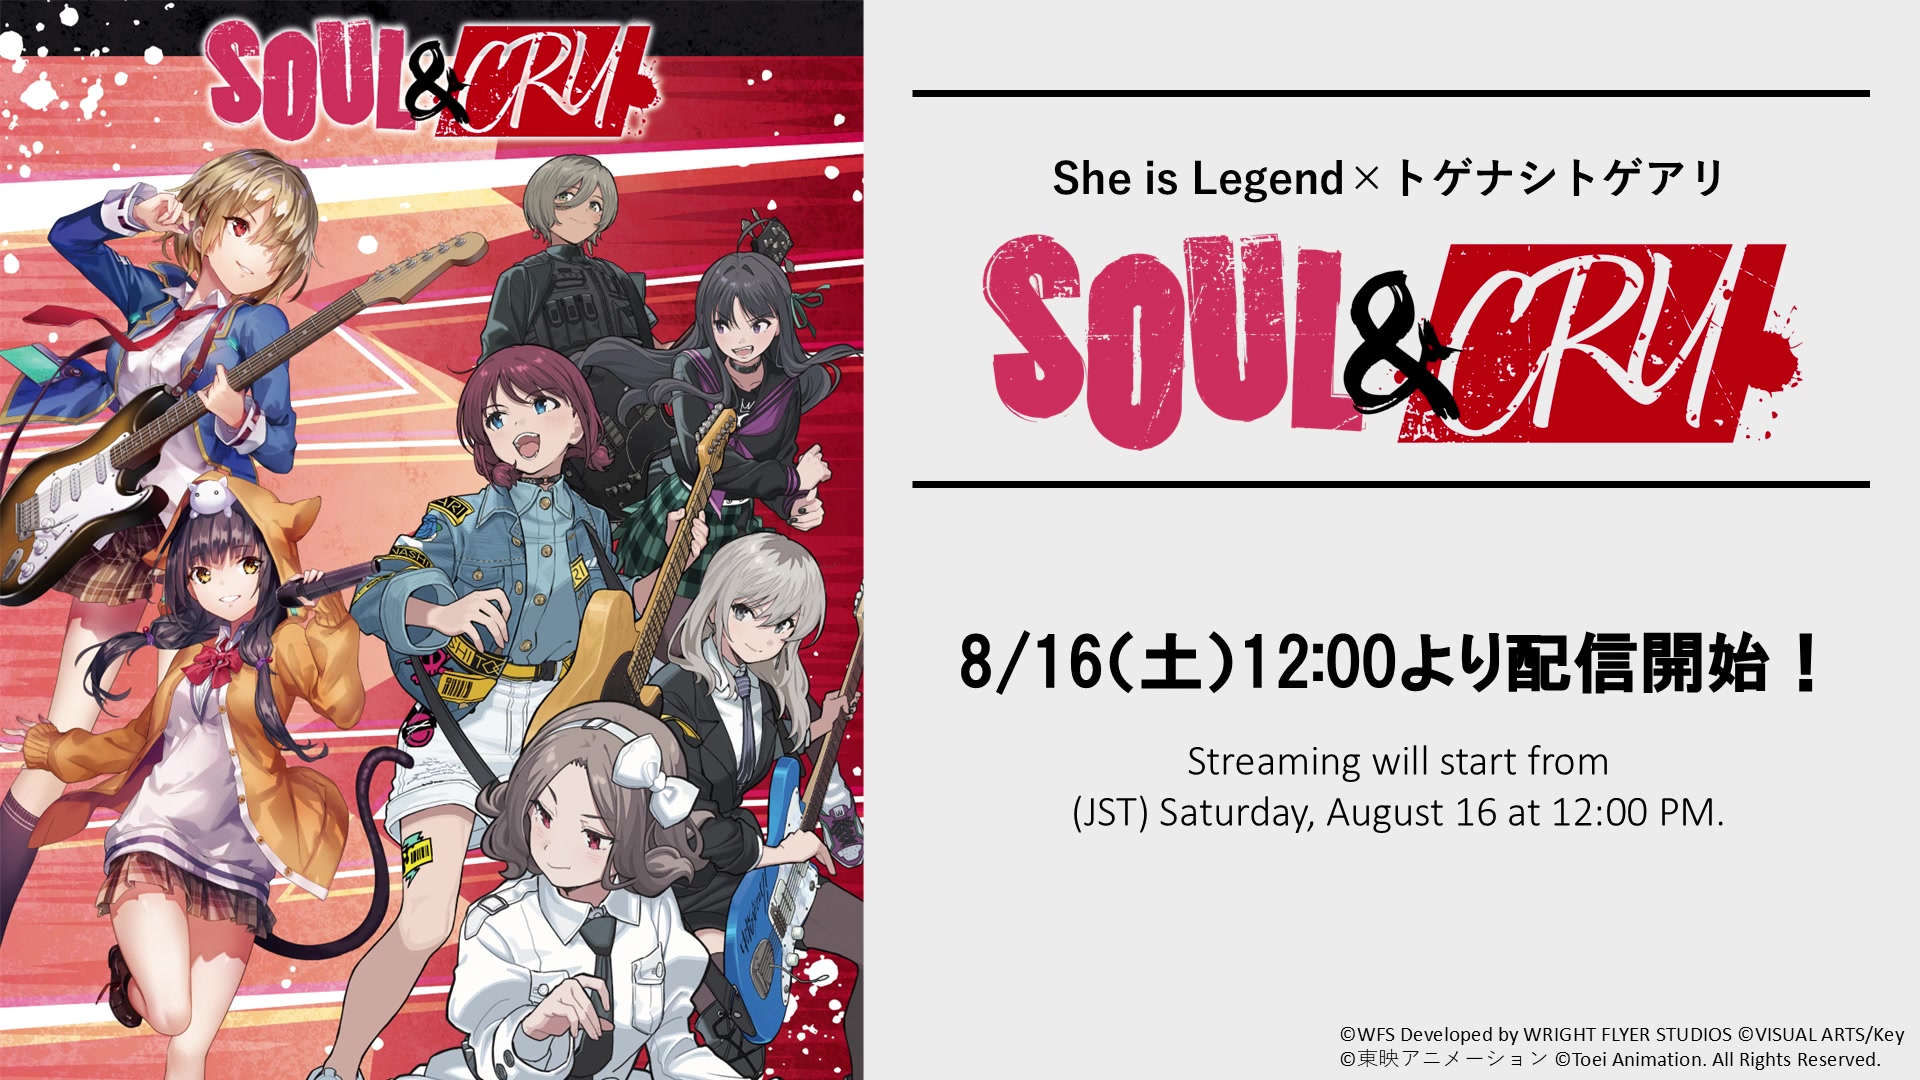 SOUL & CRY
She is Legend×トゲナシトゲアリ
SOUL & CRY
8/16(土)12:00より配信開始！
Streaming will start from
(JST) Saturday, August 16 at 12:00 PM.
©WFS Developed by WRIGHT FLYER STUDIOS ©VISUAL ARTS/Key
©東映アニメーション ©Toei Animation. All Rights Reserved.